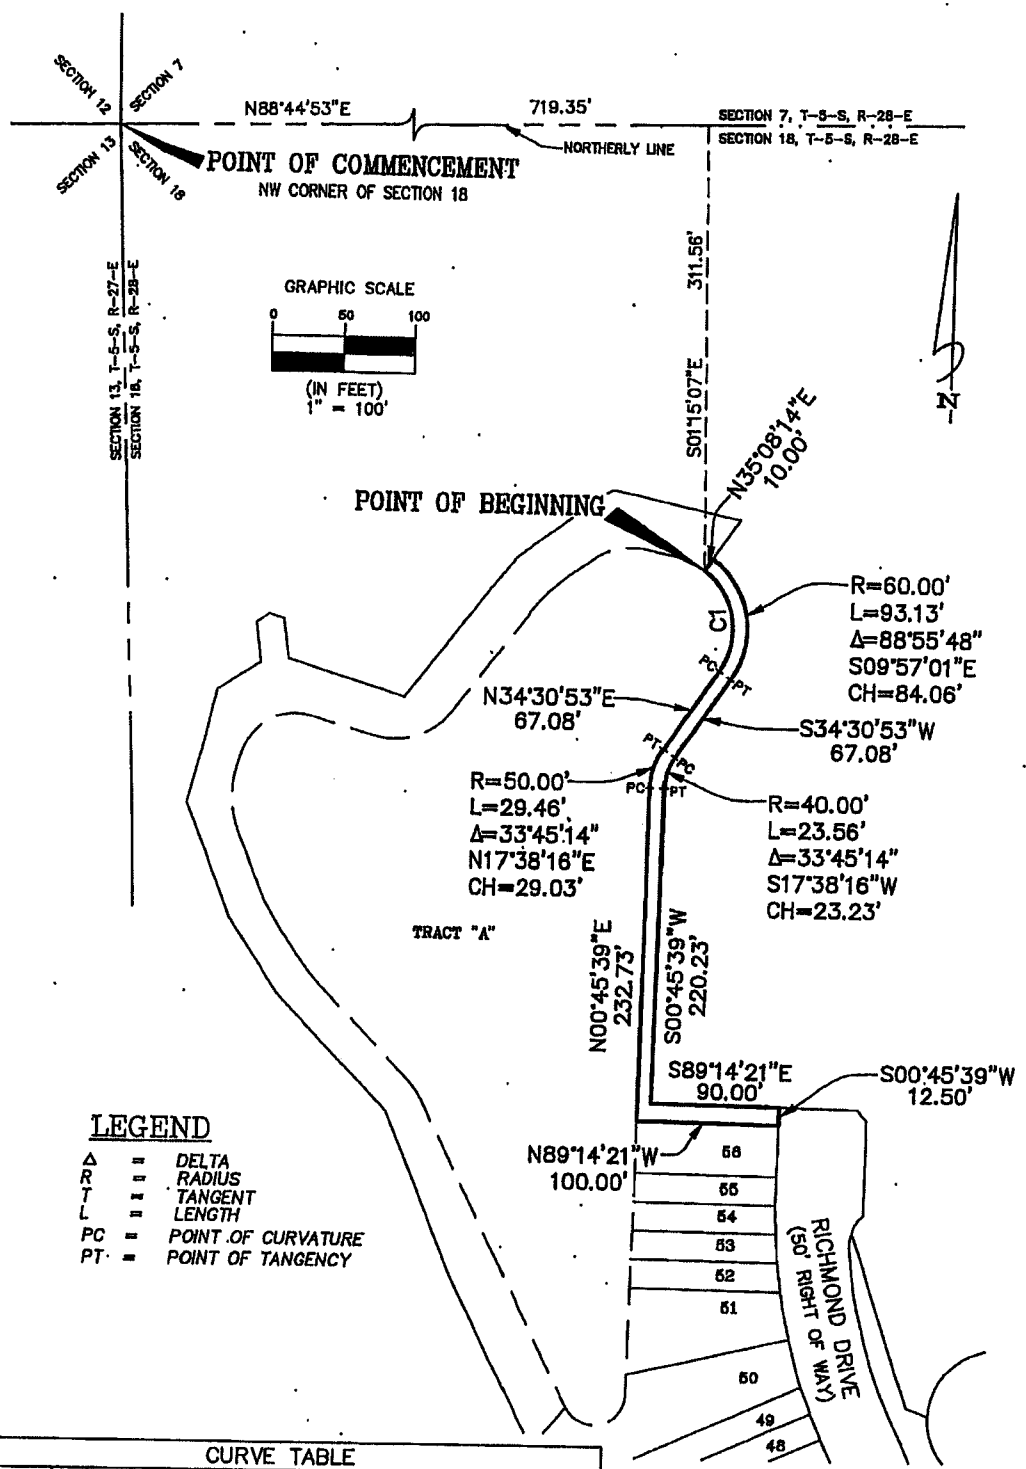 SECTION 12
SECTION 7
SECTION 13
SECTION 18
N88°44'53"E
719.35'
SECTION 7, T-5-S, R-28-E
SECTION 18, T-5-S, R-28-E
NORTHERLY LINE
POINT OF COMMENCEMENT
NW CORNER OF SECTION 18
SECTION 13, T-5-S, R-27-E
SECTION 18, T-5-S, R-28-E
GRAPHIC SCALE
0 50 100
(IN FEET)
1" = 100'
311.56'
S01°15'07"E
N
N35°08'14"E
10.00'
POINT OF BEGINNING
C1
R=60.00'
L=93.13'
Δ=88°55'48"
S09°57'01"E
CH=84.06'
PC
PT
N34°30'53"E
67.08'
S34°30'53"W
67.08'
PT
PC
PC
PT
R=50.00'
L=29.46'
Δ=33°45'14"
N17°38'16"E
CH=29.03'
R=40.00'
L=23.56'
Δ=33°45'14"
S17°38'16"W
CH=23.23'
TRACT "A"
N00°45'39"E
232.73'
S00°45'39"W
220.23'
S89°14'21"E
90.00'
S00°45'39"W
12.50'
N89°14'21"W
100.00'
56
55
54
53
52
51
50
49
48
RICHMOND DRIVE
(50' RIGHT OF WAY)
LEGEND
Δ = DELTA
R = RADIUS
T = TANGENT
L = LENGTH
PC = POINT OF CURVATURE
PT = POINT OF TANGENCY
CURVE TABLE